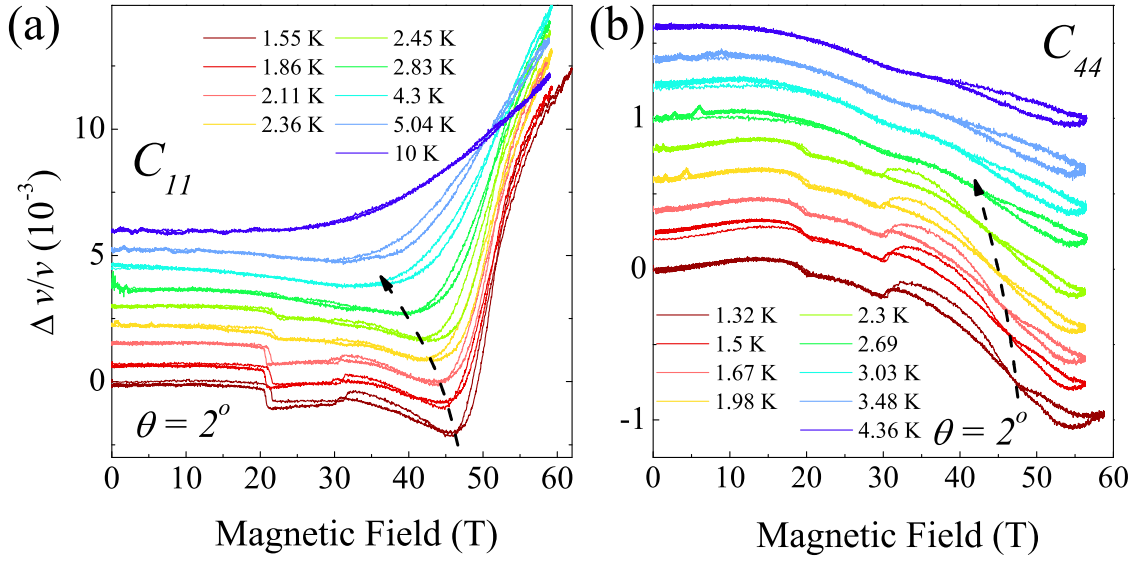 (a)
1.55 K
1.86 K
2.11 K
2.36 K
2.45 K
2.83 K
4.3 K
5.04 K
10 K
C11
Δ v/v (10-3)
10
5
0
θ = 2o
0 10 20 30 40 50 60
Magnetic Field (T)
(b)
C44
1
0
-1
1.32 K
1.5 K
1.67 K
1.98 K
2.3 K
2.69
3.03 K
3.48 K
4.36 K
θ = 2o
0 10 20 30 40 50 60
Magnetic Field (T)